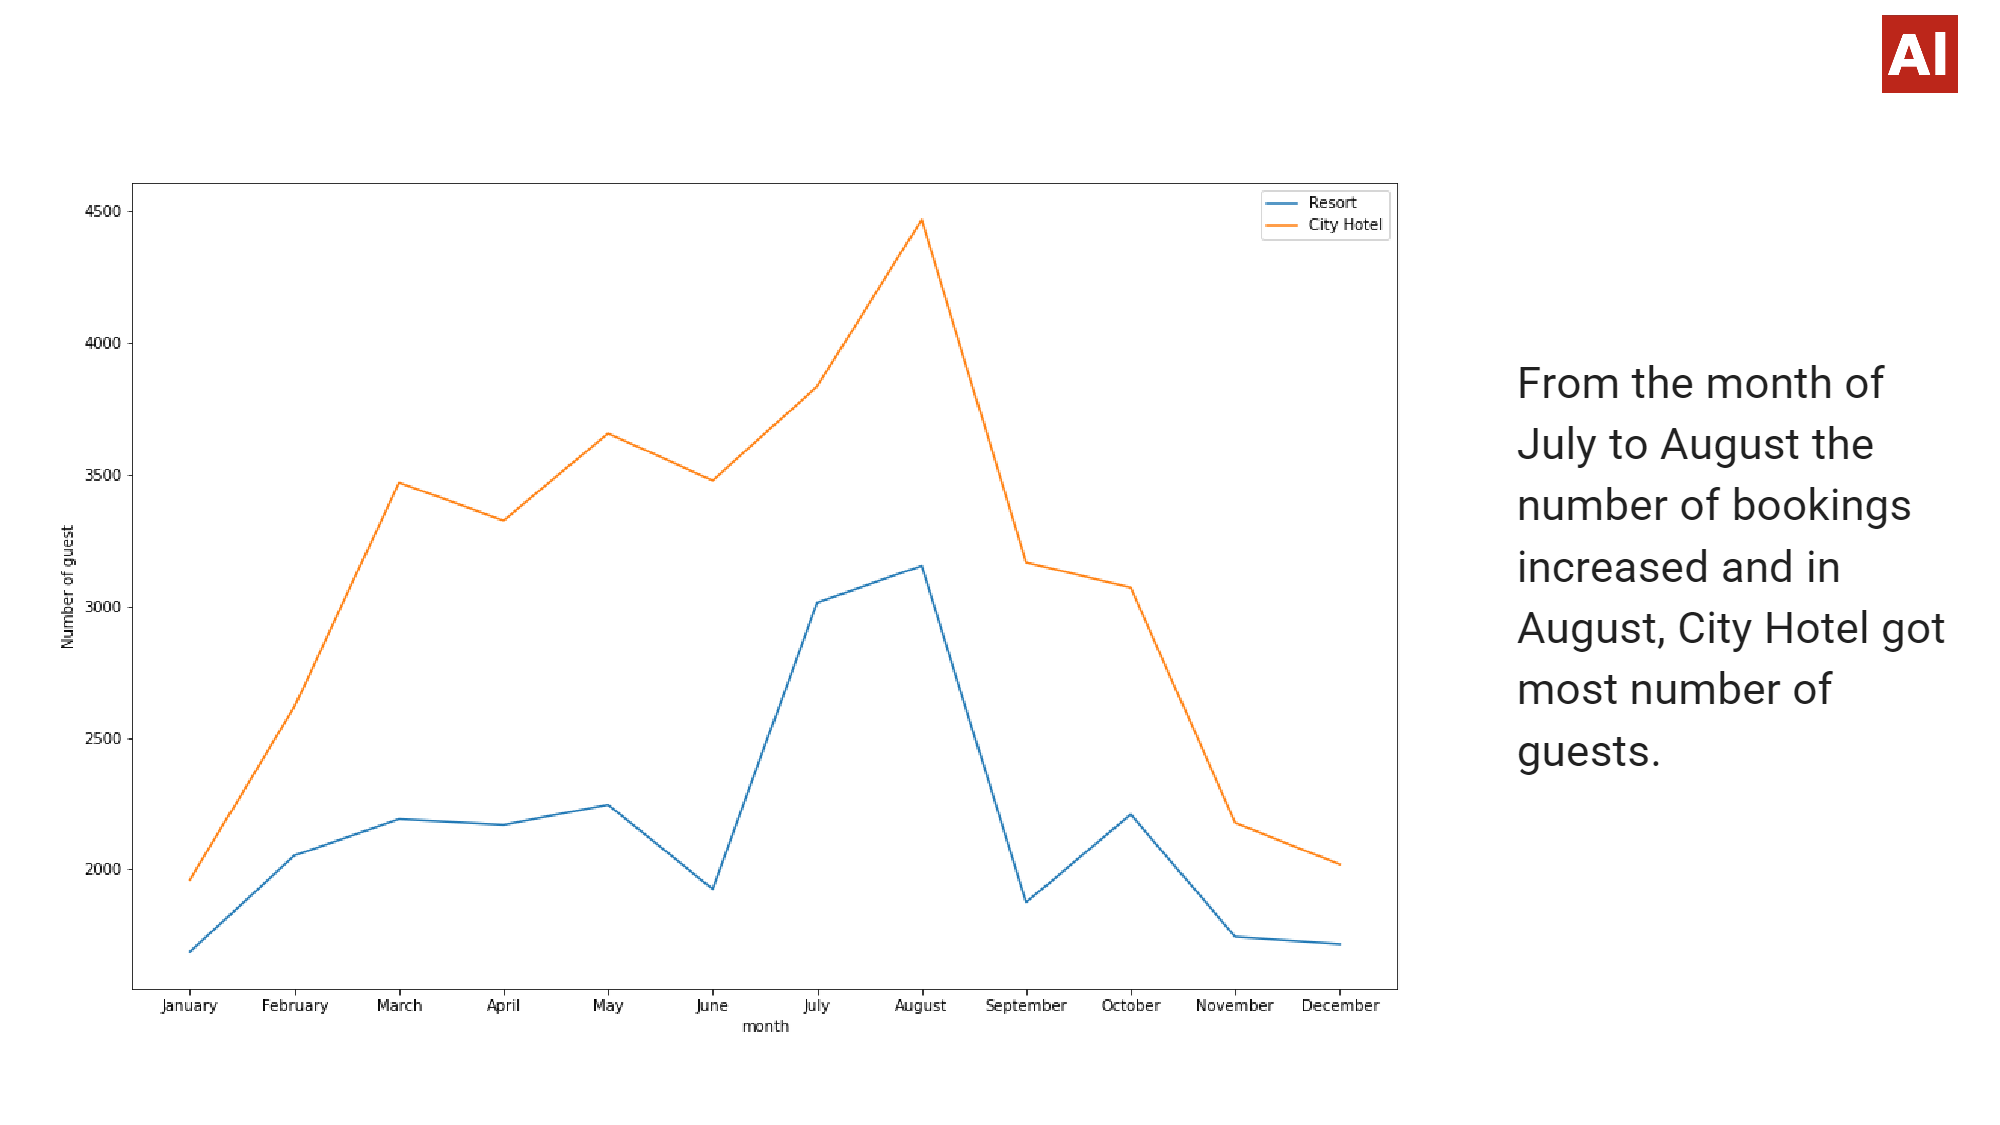 AI
4500
4000
3500
3000
2500
2000
Number of guest
Resort
City Hotel
January February March April May June July August September October November December
month
From the month of
July to August the
number of bookings
increased and in
August, City Hotel got
most number of
guests.